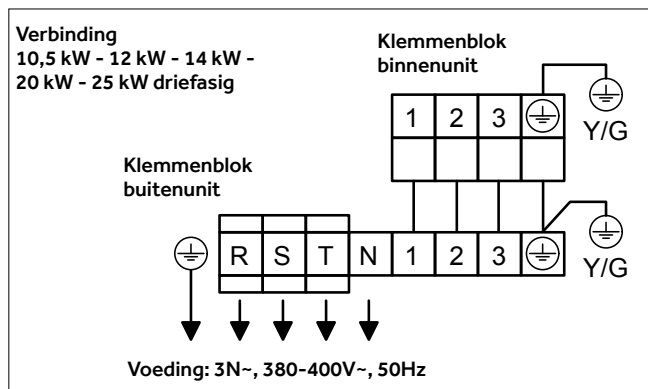 Verbinding
10,5 kW - 12 kW - 14 kW -
20 kW - 25 kW driefasig
Klemmenblok
binnenunit
1 2 3
Y/G
Klemmenblok
buitenunit
R S T N 1 2 3
Y/G
Voeding: 3N~, 380-400V~, 50Hz